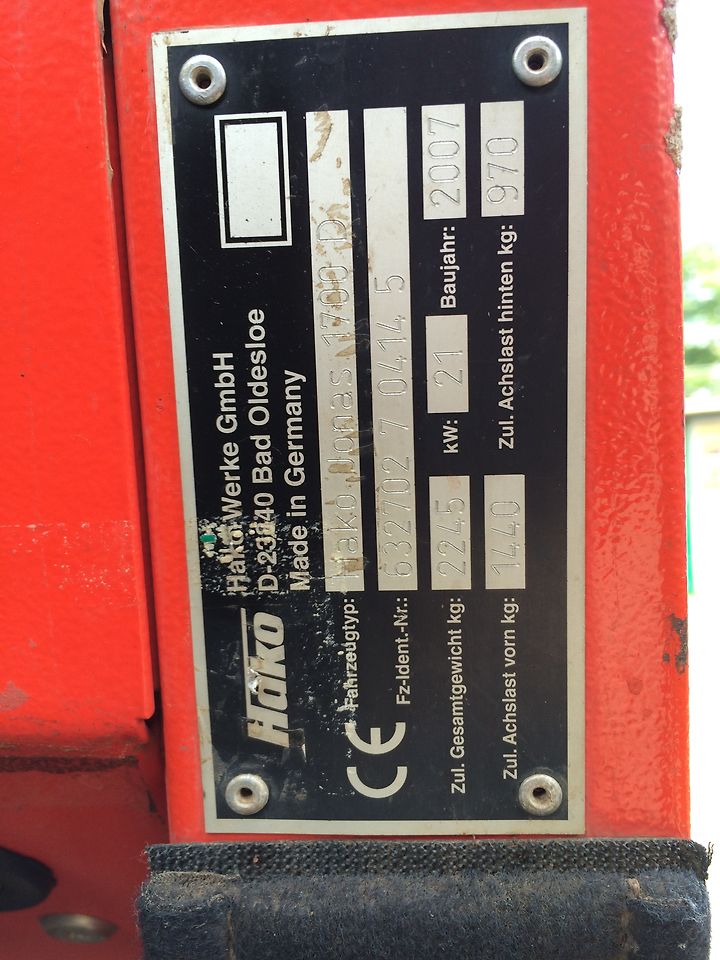 Hako
Hako Werke GmbH
D-23840 Bad Oldesloe
Made in Germany
CE
Fahrzeugtyp: Hako Jonas 1700 D
Fz-Ident.-Nr.: 632702 7 0414 5
Zul. Gesamtgewicht kg: 2245 kW: 21 Baujahr: 2007
Zul. Achslast vorn kg: 1440 Zul. Achslast hinten kg: 970